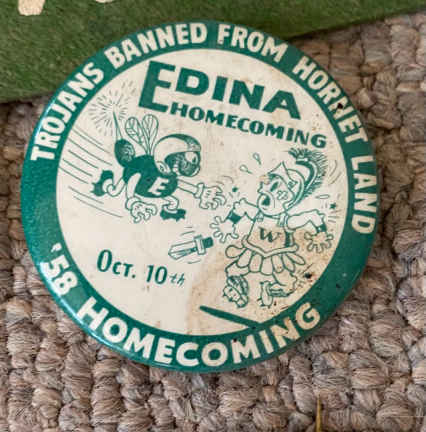 TROJANS BANNED FROM HORNET LAND
EDINA
HOMECOMING
E
W
OCT. 10th
'58 HOMECOMING